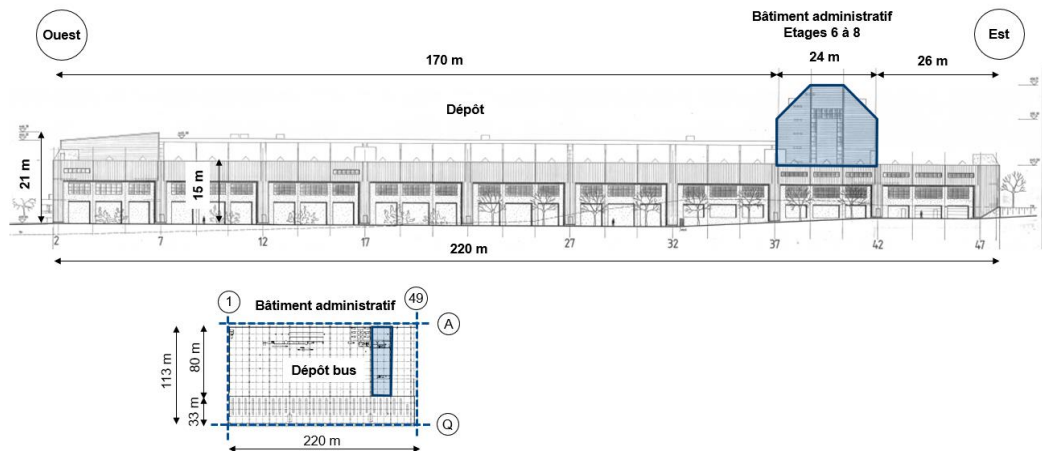 Ouest
Bâtiment administratif
Etages 6 à 8
Est
170 m
24 m
26 m
Dépôt
21 m
15 m
2
7
12
17
27
32
37
42
47
220 m
1
Bâtiment administratif
49
A
113 m
80 m
Dépôt bus
33 m
Q
220 m